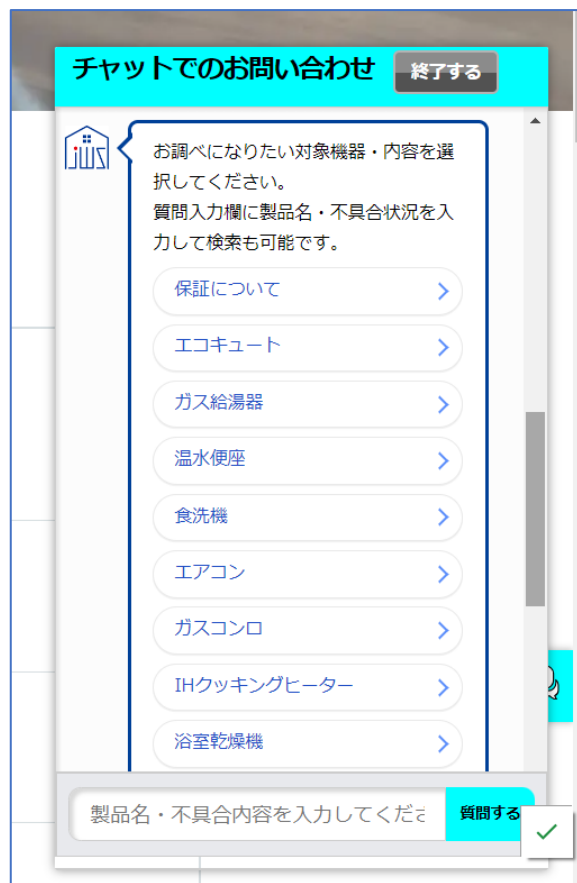 チャットでのお問い合わせ
終了する
jws
お調べになりたい対象機器・内容を選
択してください。
質問入力欄に製品名・不具合状況を入
力して検索も可能です。
保証について
エコキュート
ガス給湯器
温水便座
食洗機
エアコン
ガスコンロ
IHクッキングヒーター
浴室乾燥機
製品名・不具合内容を入力してくださ
質問する